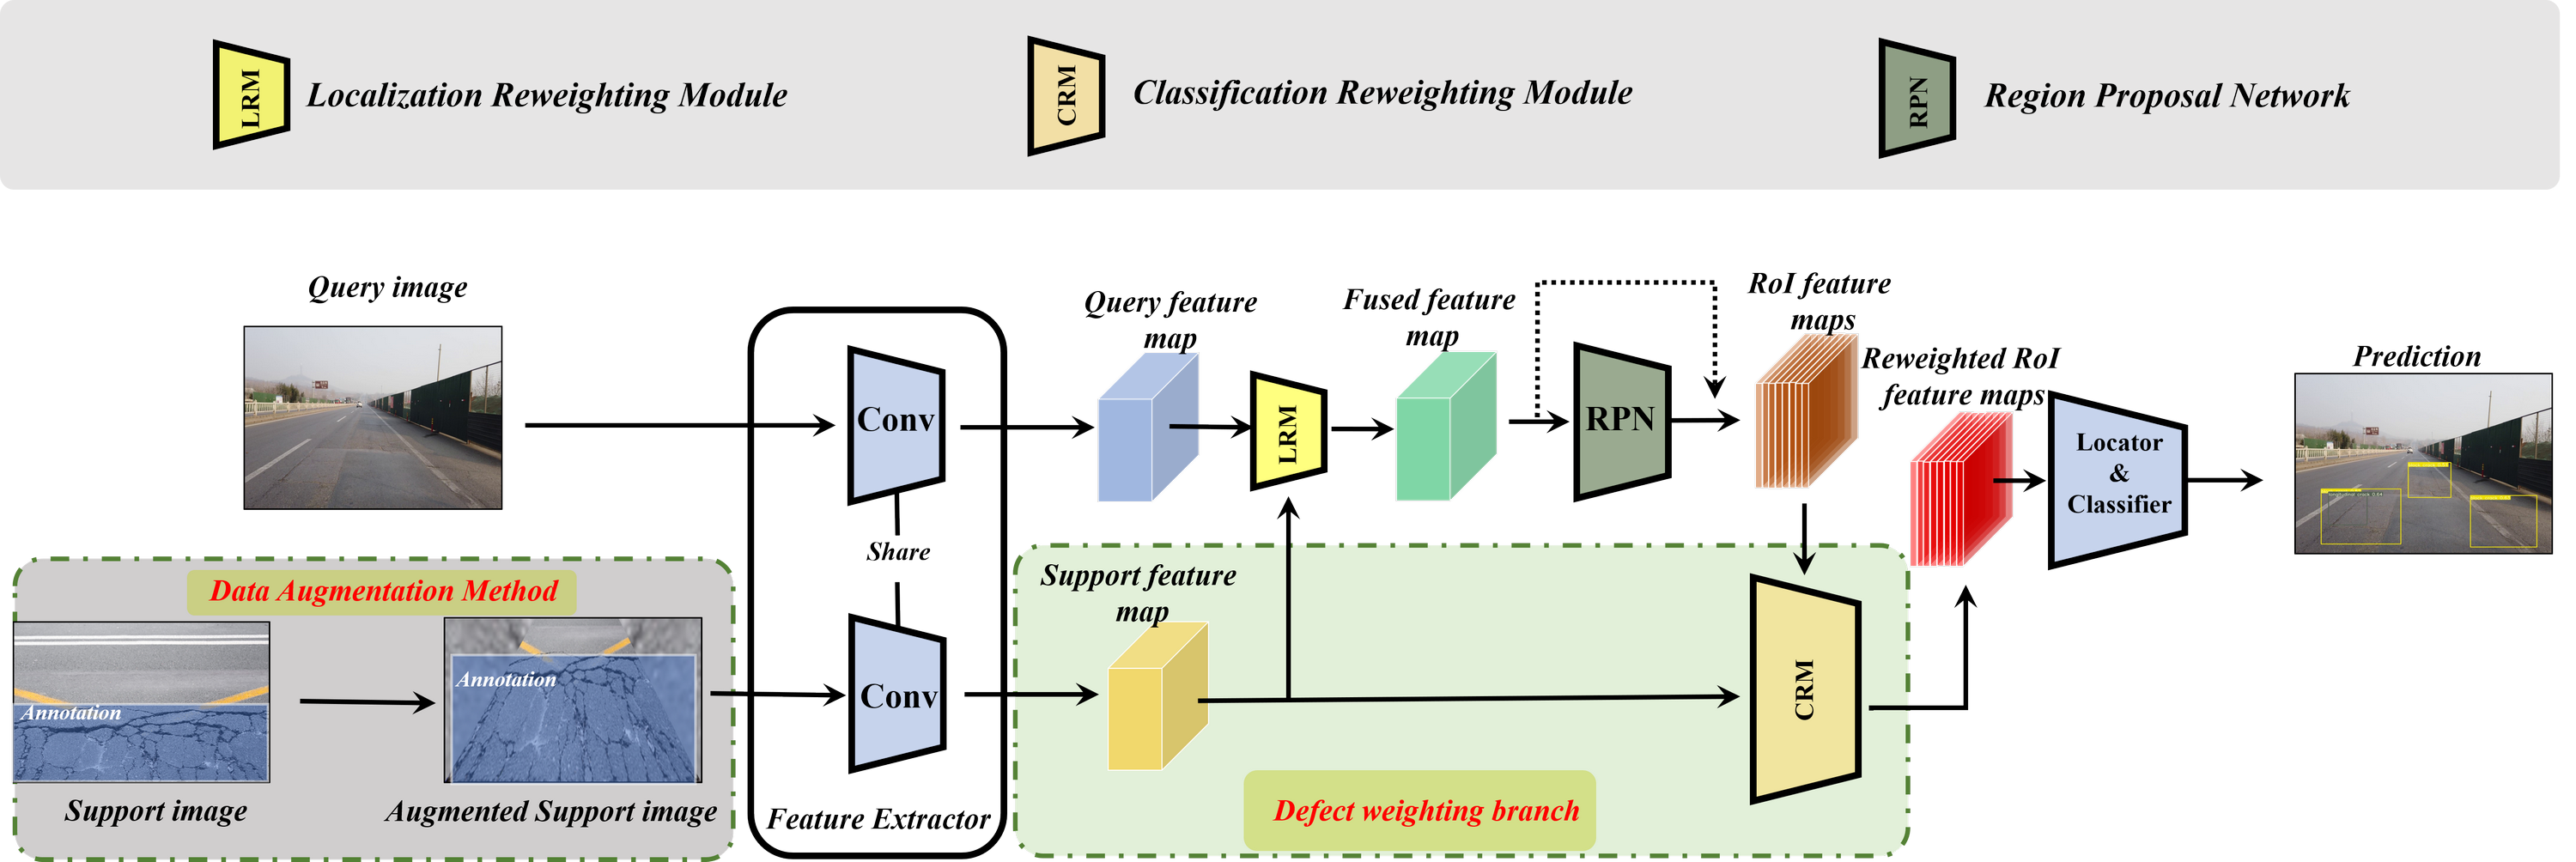 LRM
Localization Reweighting Module
CRM
Classification Reweighting Module
RPN
Region Proposal Network
Query image
Query feature
map
Fused feature
map
RoI feature
maps
Reweighted RoI
feature maps
Prediction
Conv
LRM
RPN
Locator
&
Classifier
Share
Data Augmentation Method
Support feature
map
Annotation
Annotation
Conv
CRM
Support image
Augmented Support image
Feature Extractor
Defect weighting branch